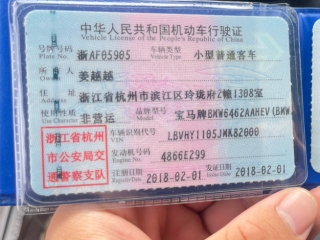 中华人民共和国机动车行驶证
Vehicle License of the People's Republic of China
号牌号码 浙AF05905 车辆类型 小型普通客车
Plate No. Vehicle Type
所有人 姜越越
住址 浙江省杭州市滨江区玲珑府2幢1308室
使用性质 非营运 品牌型号 宝马牌BMW6462AAHEV(BMW
Use Character Model
浙江省杭州 车辆识别代号 LBVHY1105JMK82000
VIN
市公安局交 发动机号码 4866E299
Engine No.
通警察支队 注册日期 2018-02-01 发证日期 2018-02-01
Register Date Issue Date